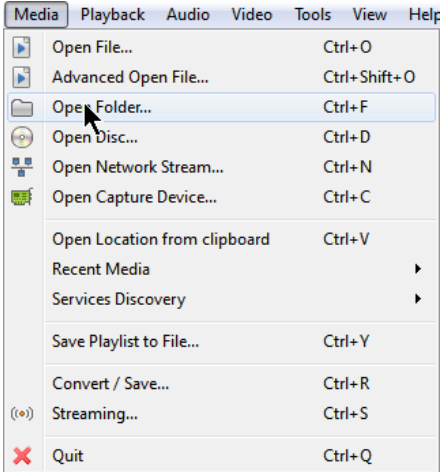 Media Playback Audio Video Tools View Help
Open File... Ctrl+O
Advanced Open File... Ctrl+Shift+O
Open Folder... Ctrl+F
Open Disc... Ctrl+D
Open Network Stream... Ctrl+N
Open Capture Device... Ctrl+C
Open Location from clipboard Ctrl+V
Recent Media
Services Discovery
Save Playlist to File... Ctrl+Y
Convert / Save... Ctrl+R
Streaming... Ctrl+S
Quit Ctrl+Q